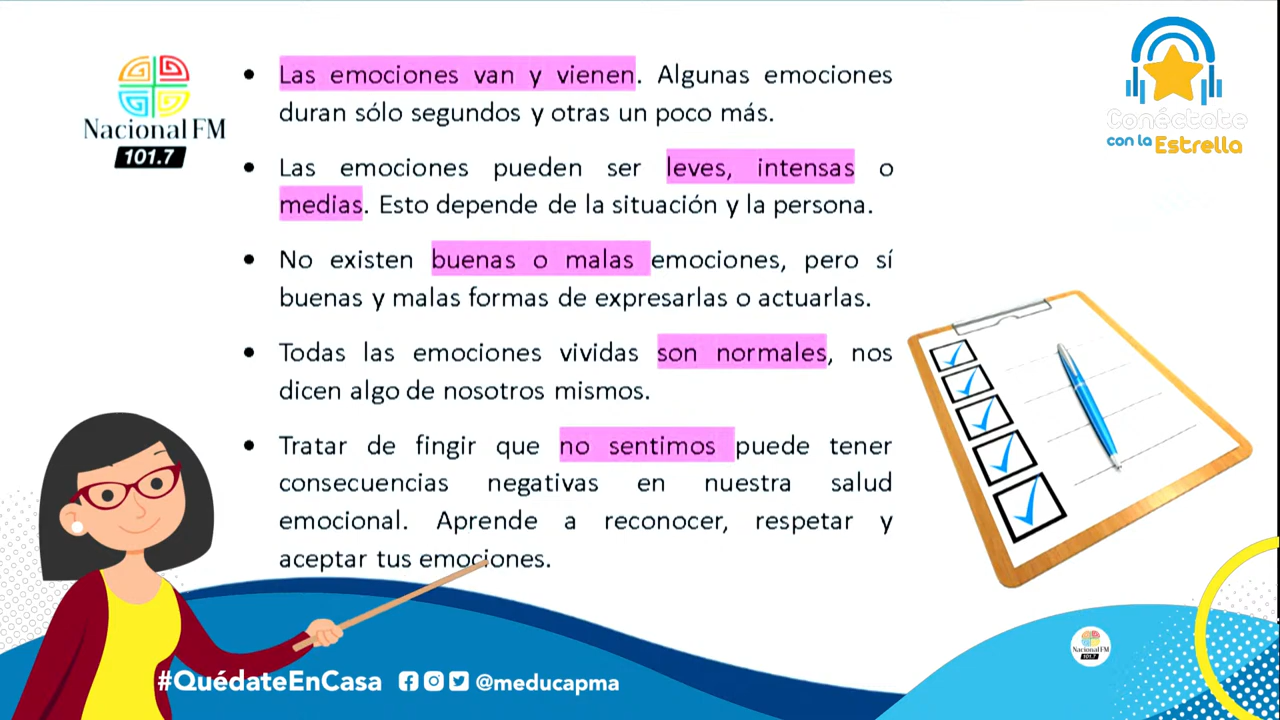 Nacional FM
101.7
Conéctate
con la Estrella
• Las emociones van y vienen. Algunas emociones
duran sólo segundos y otras un poco más.
• Las emociones pueden ser leves, intensas o
medias. Esto depende de la situación y la persona.
• No existen buenas o malas emociones, pero sí
buenas y malas formas de expresarlas o actuarlas.
• Todas las emociones vividas son normales, nos
dicen algo de nosotros mismos.
• Tratar de fingir que no sentimos puede tener
consecuencias negativas en nuestra salud
emocional. Aprende a reconocer, respetar y
aceptar tus emociones.
#QuédateEnCasa @meducapma
Nacional FM
101.7